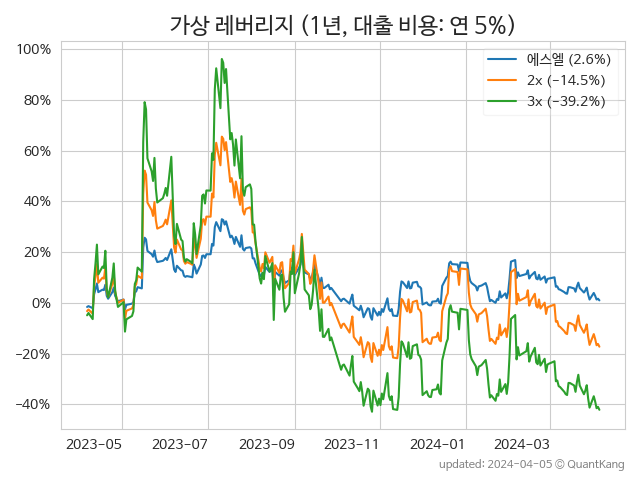 가상 레버리지 (1년, 대출 비용: 연 5%)
100%
80%
60%
40%
20%
0%
−20%
−40%
에스엘 (2.6%)
2x (−14.5%)
3x (−39.2%)
2023-05
2023-07
2023-09
2023-11
2024-01
2024-03
updated: 2024-04-05 © QuantKang